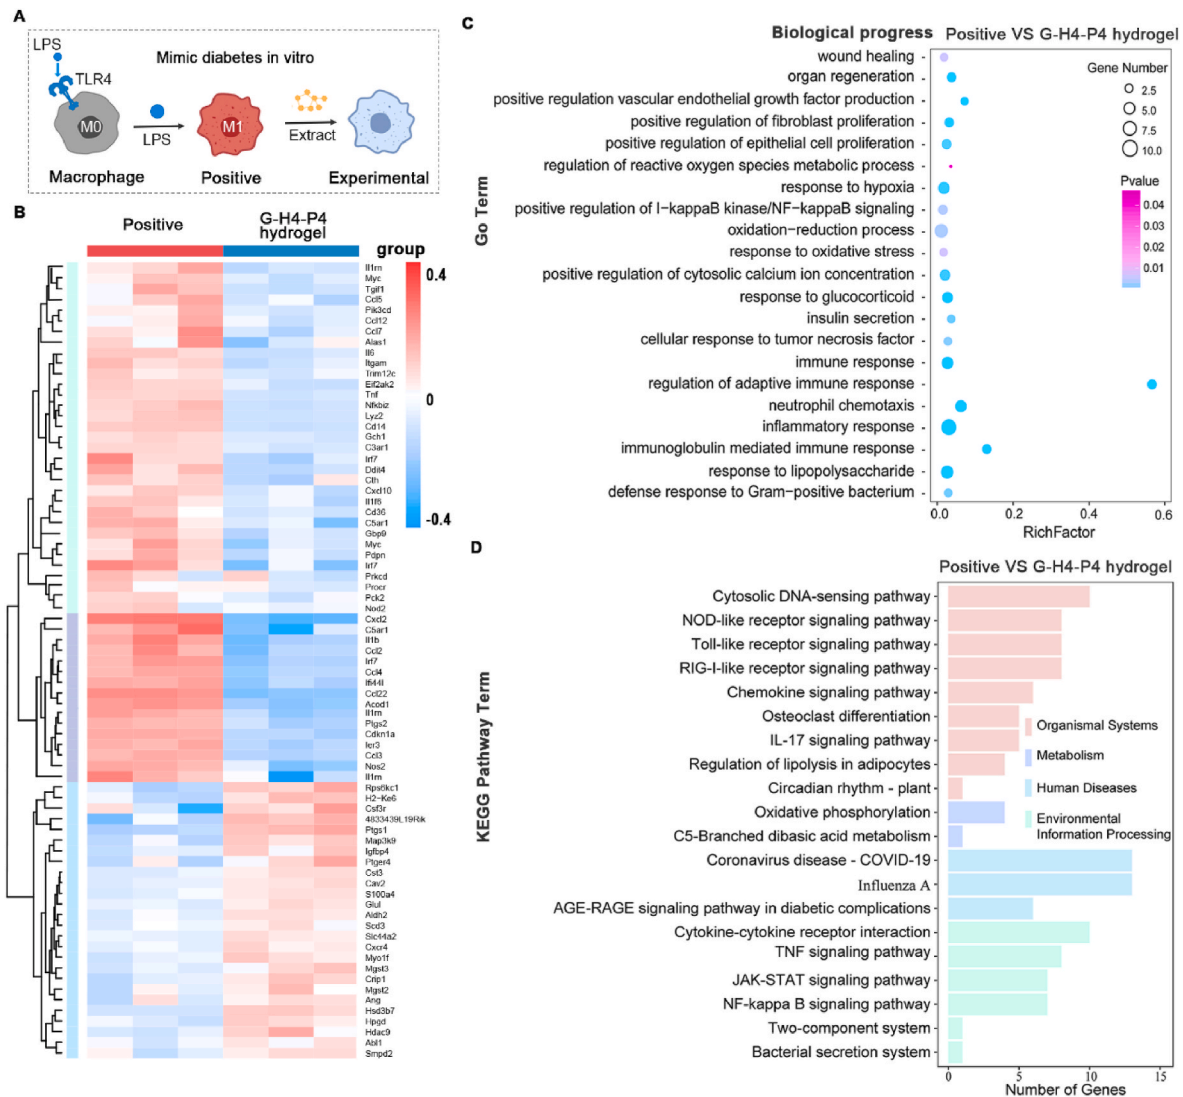 A
LPS
TLR4
Mimic diabetes in vitro
M0
LPS
M1
Extract
Macrophage
Positive
Experimental
B
Positive
G-H4-P4
hydrogel
group
0.4
0
-0.4
Il1rn
Myc
Tgif1
Ccl5
Pik3cd
Ccl12
Ccl7
Alas1
Il6
Itgam
Trim12c
Eif2ak2
Tnf
Nfkbiz
Lyz2
Cd14
Gch1
C3ar1
Irf7
Ddit4
Cth
Cxcl10
Il1f6
Cd36
C5ar1
Gbp9
Myc
Pdpn
Irf7
Prkcd
Procr
Pck2
Nod2
Cxcl2
C5ar1
Il1b
Ccl2
Irf7
Ccl4
Ifi44l
Ccl22
Acod1
Il1rn
Ptgs2
Cdkn1a
Ier3
Ccl3
Nos2
Il1rn
Rps6kc1
H2-Ke6
Csf3r
4833439L19Rik
Ptgs1
Map3k9
Igfbp4
Ptger4
Cst3
Cav2
S100a4
Glul
Aldh2
Scd3
Slc44a2
Cxcr4
Myo1f
Mgst3
Crip1
Mgst2
Ang
Hsd3b7
Hpgd
Hdac9
Abl1
Smpd2
C
Biological progress
Positive VS G-H4-P4 hydrogel
Go Term
wound healing
organ regeneration
positive regulation vascular endothelial growth factor production
positive regulation of fibroblast proliferation
positive regulation of epithelial cell proliferation
regulation of reactive oxygen species metabolic process
response to hypoxia
positive regulation of I−kappaB kinase/NF−kappaB signaling
oxidation−reduction process
response to oxidative stress
positive regulation of cytosolic calcium ion concentration
response to glucocorticoid
insulin secretion
cellular response to tumor necrosis factor
immune response
regulation of adaptive immune response
neutrophil chemotaxis
inflammatory response
immunoglobulin mediated immune response
response to lipopolysaccharide
defense response to Gram−positive bacterium
0.0 0.2 0.4 0.6
RichFactor
Gene Number
2.5
5.0
7.5
10.0
Pvalue
0.04
0.03
0.02
0.01
D
Positive VS G-H4-P4 hydrogel
KEGG Pathway Term
Cytosolic DNA-sensing pathway
NOD-like receptor signaling pathway
Toll-like receptor signaling pathway
RIG-I-like receptor signaling pathway
Chemokine signaling pathway
Osteoclast differentiation
IL-17 signaling pathway
Regulation of lipolysis in adipocytes
Circadian rhythm - plant
Oxidative phosphorylation
C5-Branched dibasic acid metabolism
Coronavirus disease - COVID-19
Influenza A
AGE-RAGE signaling pathway in diabetic complications
Cytokine-cytokine receptor interaction
TNF signaling pathway
JAK-STAT signaling pathway
NF-kappa B signaling pathway
Two-component system
Bacterial secretion system
Organismal Systems
Metabolism
Human Diseases
Environmental
Information Processing
0 5 10 15
Number of Genes